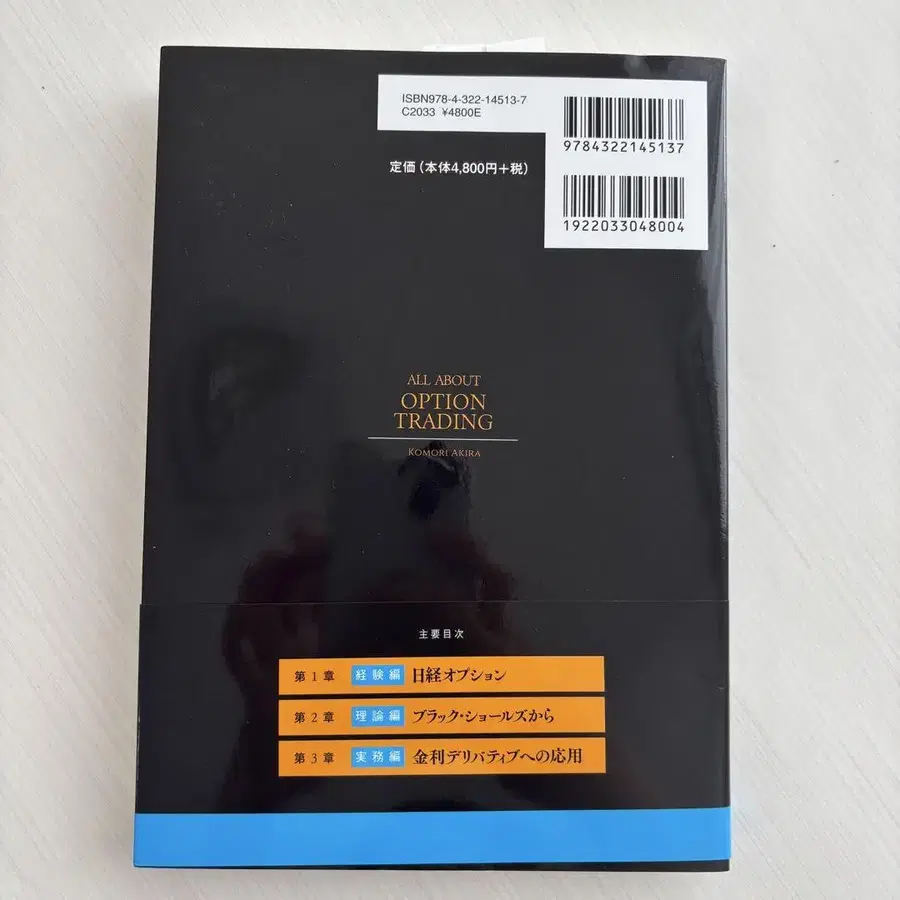 ISBN978-4-322-14513-7
C2033 ¥4800E
定価(本体4,800円+税)
9784322145137
1922033048004
ALL ABOUT
OPTION
TRADING
KOMORI AKIRA
主要目次
第1章 経験編 日経オプション
第2章 理論編 ブラック・ショールズから
第3章 実務編 金利デリバティブへの応用